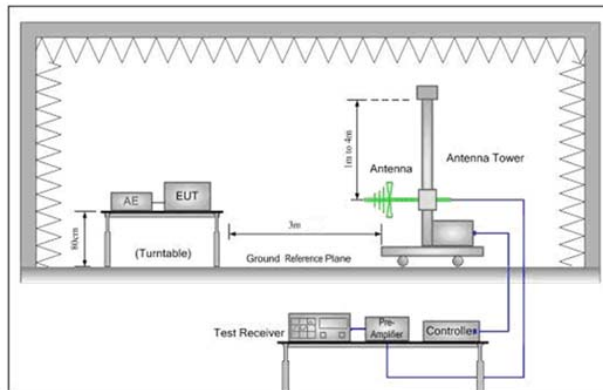 1m to 4m
Antenna
Antenna Tower
AE
EUT
80cm
(Turntable)
3m
Ground Reference Plane
Test Receiver
Pre-
Amplifier
Controller